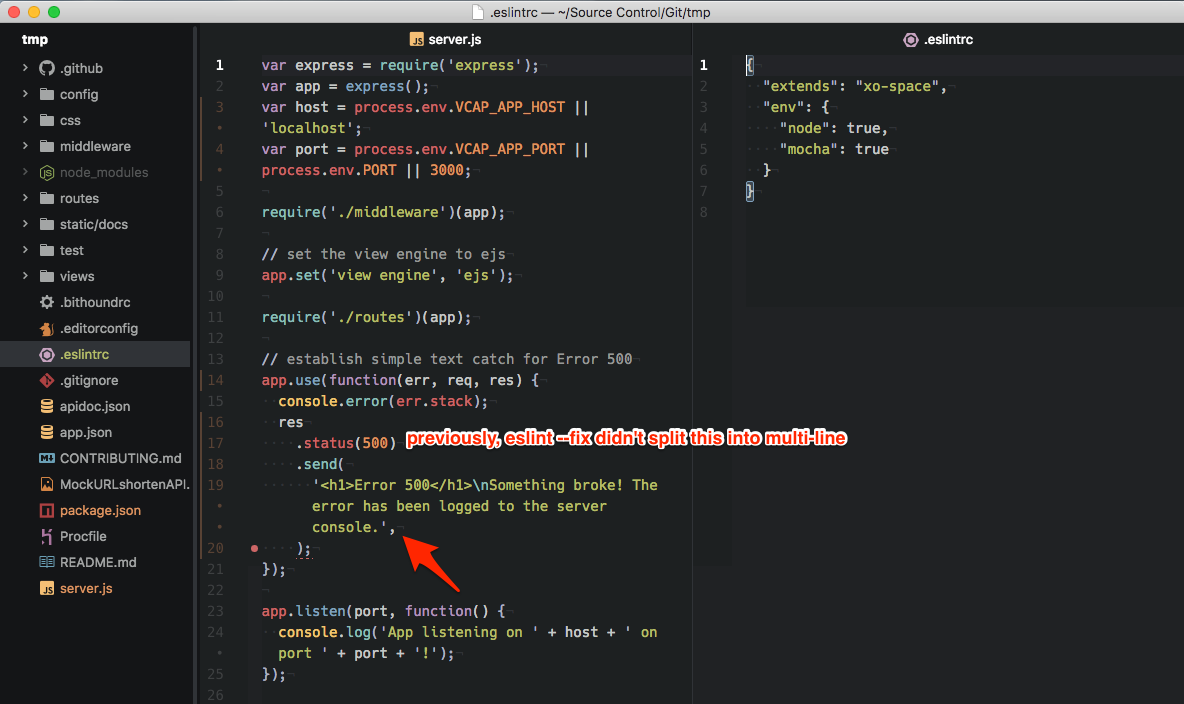 .eslintrc — ~/Source Control/Git/tmp
tmp
.github
config
css
middleware
node_modules
routes
static/docs
test
views
.bithoundrc
.editorconfig
.eslintrc
.gitignore
apidoc.json
app.json
CONTRIBUTING.md
MockURLshortenAPI.
package.json
Procfile
README.md
server.js
server.js
1 var express = require('express');
2 var app = express();
3 var host = process.env.VCAP_APP_HOST ||
'localhost';
4 var port = process.env.VCAP_APP_PORT ||
process.env.PORT || 3000;
5
6 require('./middleware')(app);
7
8 // set the view engine to ejs
9 app.set('view engine', 'ejs');
10
11 require('./routes')(app);
12
13 // establish simple text catch for Error 500
14 app.use(function(err, req, res) {
15 console.error(err.stack);
16 res
17 .status(500)
previously, eslint --fix didn't split this into multi-line
18 .send(
19 '<h1>Error 500</h1>\nSomething broke! The
error has been logged to the server
console.',
20 );
21 });
22
23 app.listen(port, function() {
24 console.log('App listening on ' + host + ' on
port ' + port + '!');
25 });
26
.eslintrc
1 {
2 "extends": "xo-space",
3 "env": {
4 "node": true,
5 "mocha": true
6 }
7 }
8